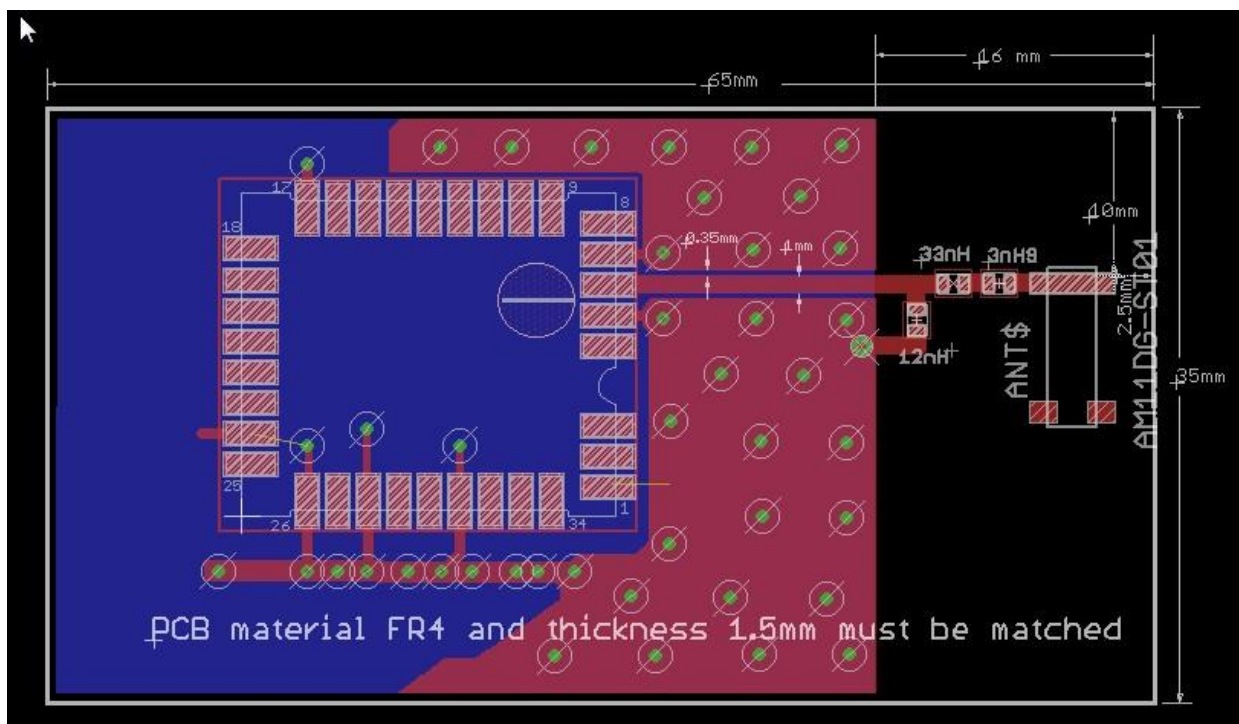 16 mm
65mm
17
9
8
18
10mm
0.35mm
1mm
33nH
3nH9
2.5mm
AM11DG-ST01
ANT$
12nH
35mm
25
1
26
34
PCB material FR4 and thickness 1.5mm must be matched